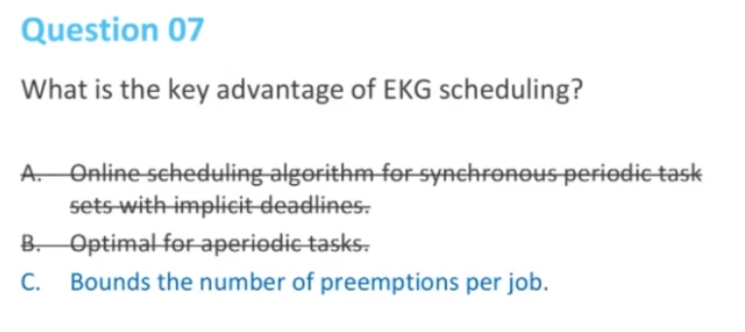 Question 07
What is the key advantage of EKG scheduling?
A. Online scheduling algorithm for synchronous periodic task
sets with implicit deadlines.
B. Optimal for aperiodic tasks.
C. Bounds the number of preemptions per job.